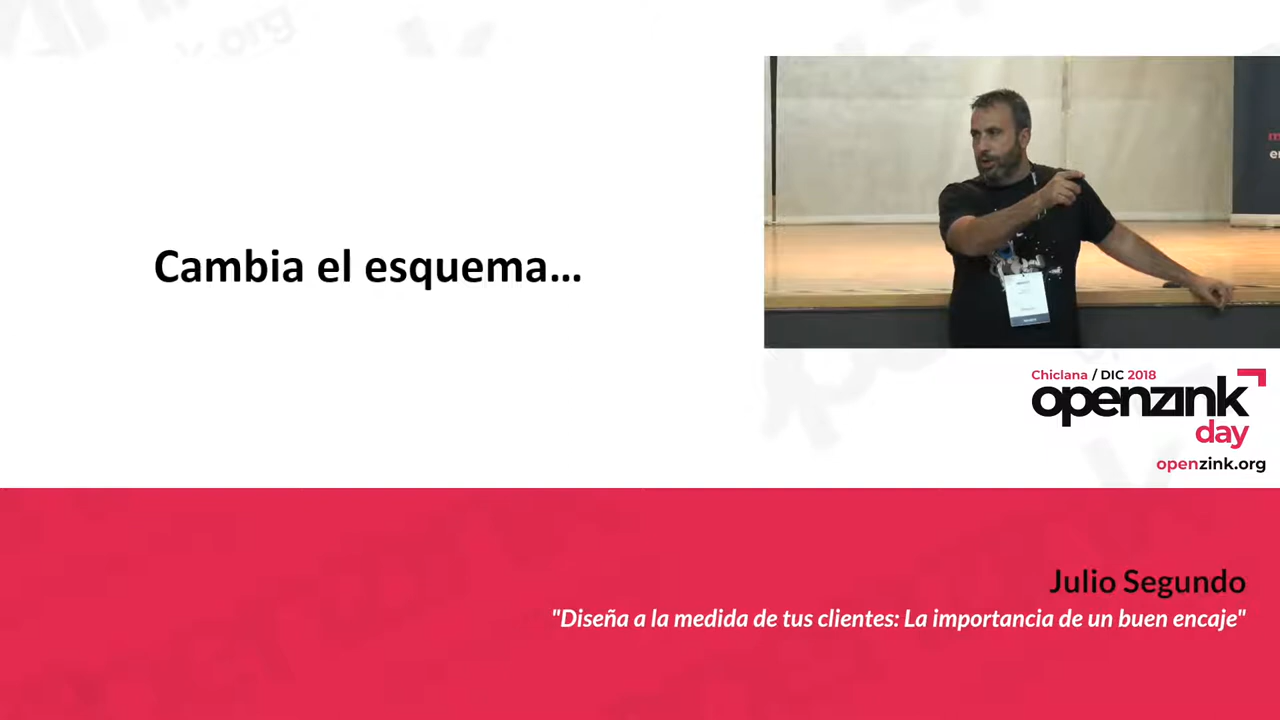 Cambia el esquema...
Chiclana / DIC 2018
openzink
day
openzink.org
Julio Segundo
"Diseña a la medida de tus clientes: La importancia de un buen encaje"